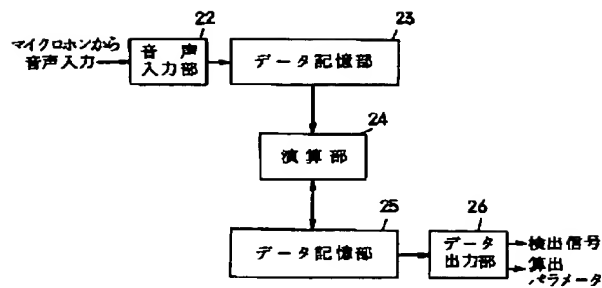 22
23
マイクロホンから
音声入力
音声
入力部
データ記憶部
24
演算部
25
26
データ記憶部
データ
出力部
検出信号
算出
パラメータ